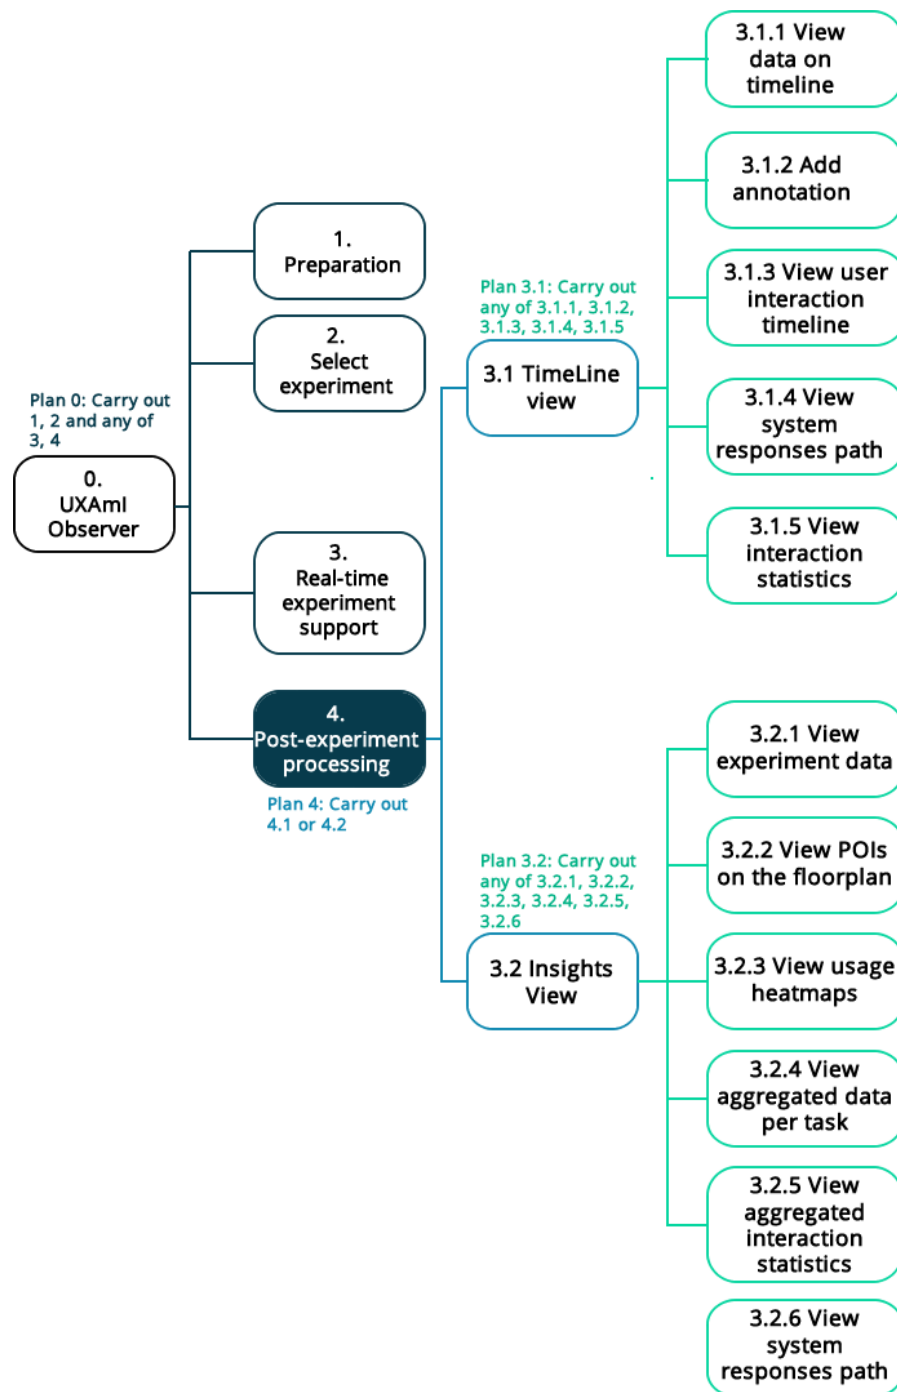 Plan 0: Carry out
1, 2 and any of
3, 4
0.
UXAmI
Observer
1.
Preparation
2.
Select
experiment
3.
Real-time
experiment
support
4.
Post-experiment
processing
Plan 4: Carry out
4.1 or 4.2
Plan 3.1: Carry out
any of 3.1.1, 3.1.2,
3.1.3, 3.1.4, 3.1.5
3.1 TimeLine
view
3.1.1 View
data on
timeline
3.1.2 Add
annotation
3.1.3 View user
interaction
timeline
3.1.4 View
system
responses path
3.1.5 View
interaction
statistics
Plan 3.2: Carry out
any of 3.2.1, 3.2.2,
3.2.3, 3.2.4, 3.2.5,
3.2.6
3.2 Insights
View
3.2.1 View
experiment data
3.2.2 View POIs
on the floorplan
3.2.3 View usage
heatmaps
3.2.4 View
aggregated data
per task
3.2.5 View
aggregated
interaction
statistics
3.2.6 View
system
responses path